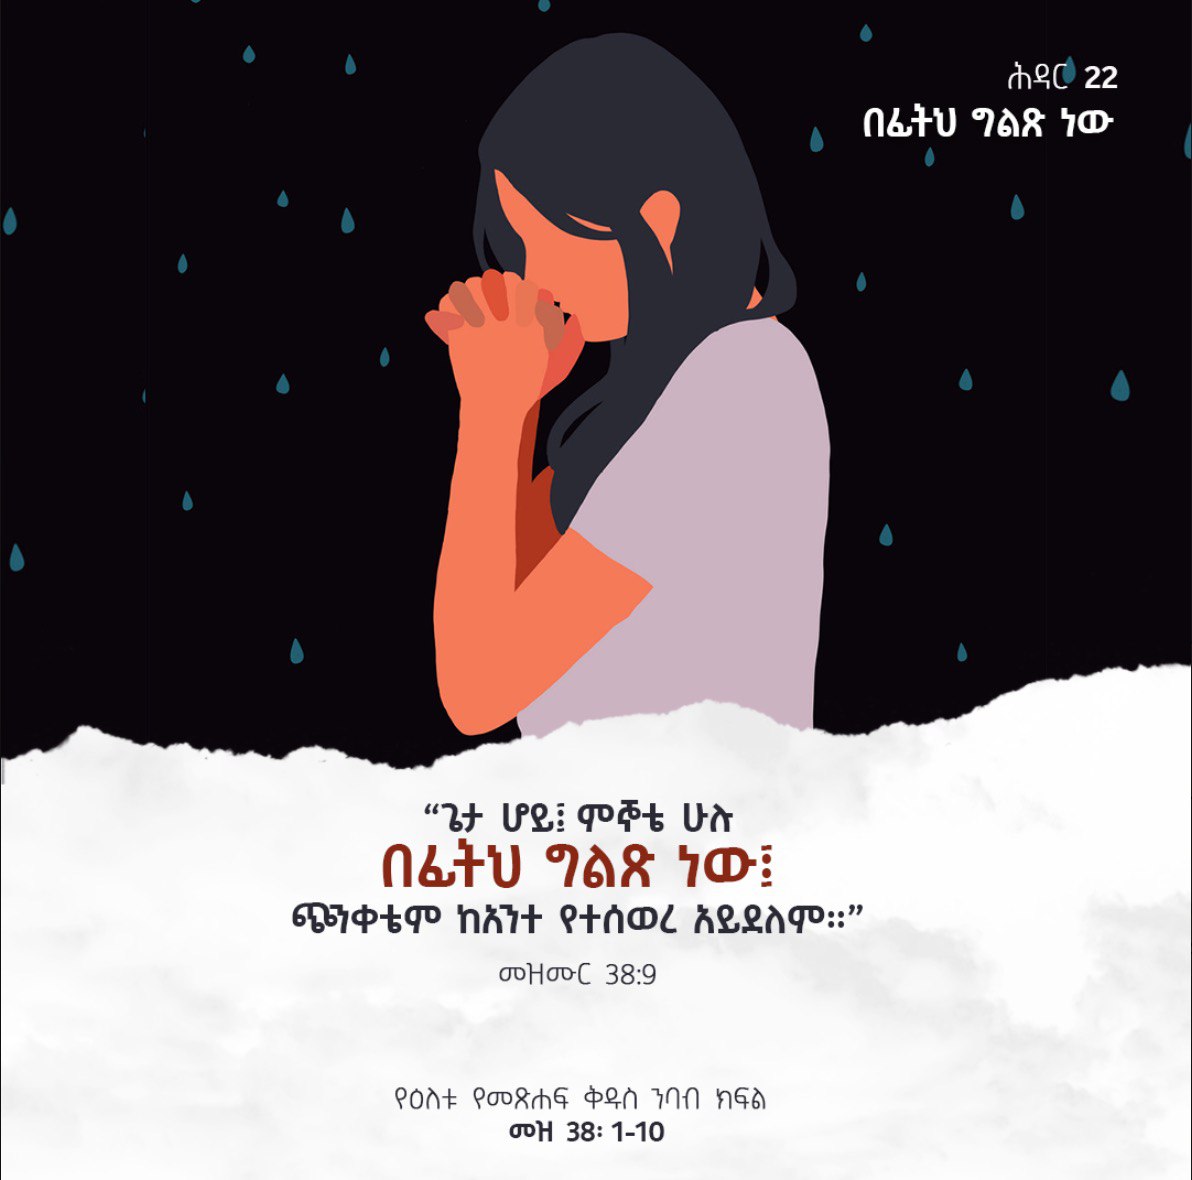 ሕዳር 22
በፊትህ ግልጽ ነው
“ጌታ ሆይ፤ ምኞቴ ሁሉ
በፊትህ ግልጽ ነው፤
ጭንቀቴም ከአንተ የተሰወረ አይደለም።”
መዝሙር 38:9
የዕለቱ የመጽሐፍ ቅዱስ ንባብ ክፍል
መዝ 38፡ 1-10